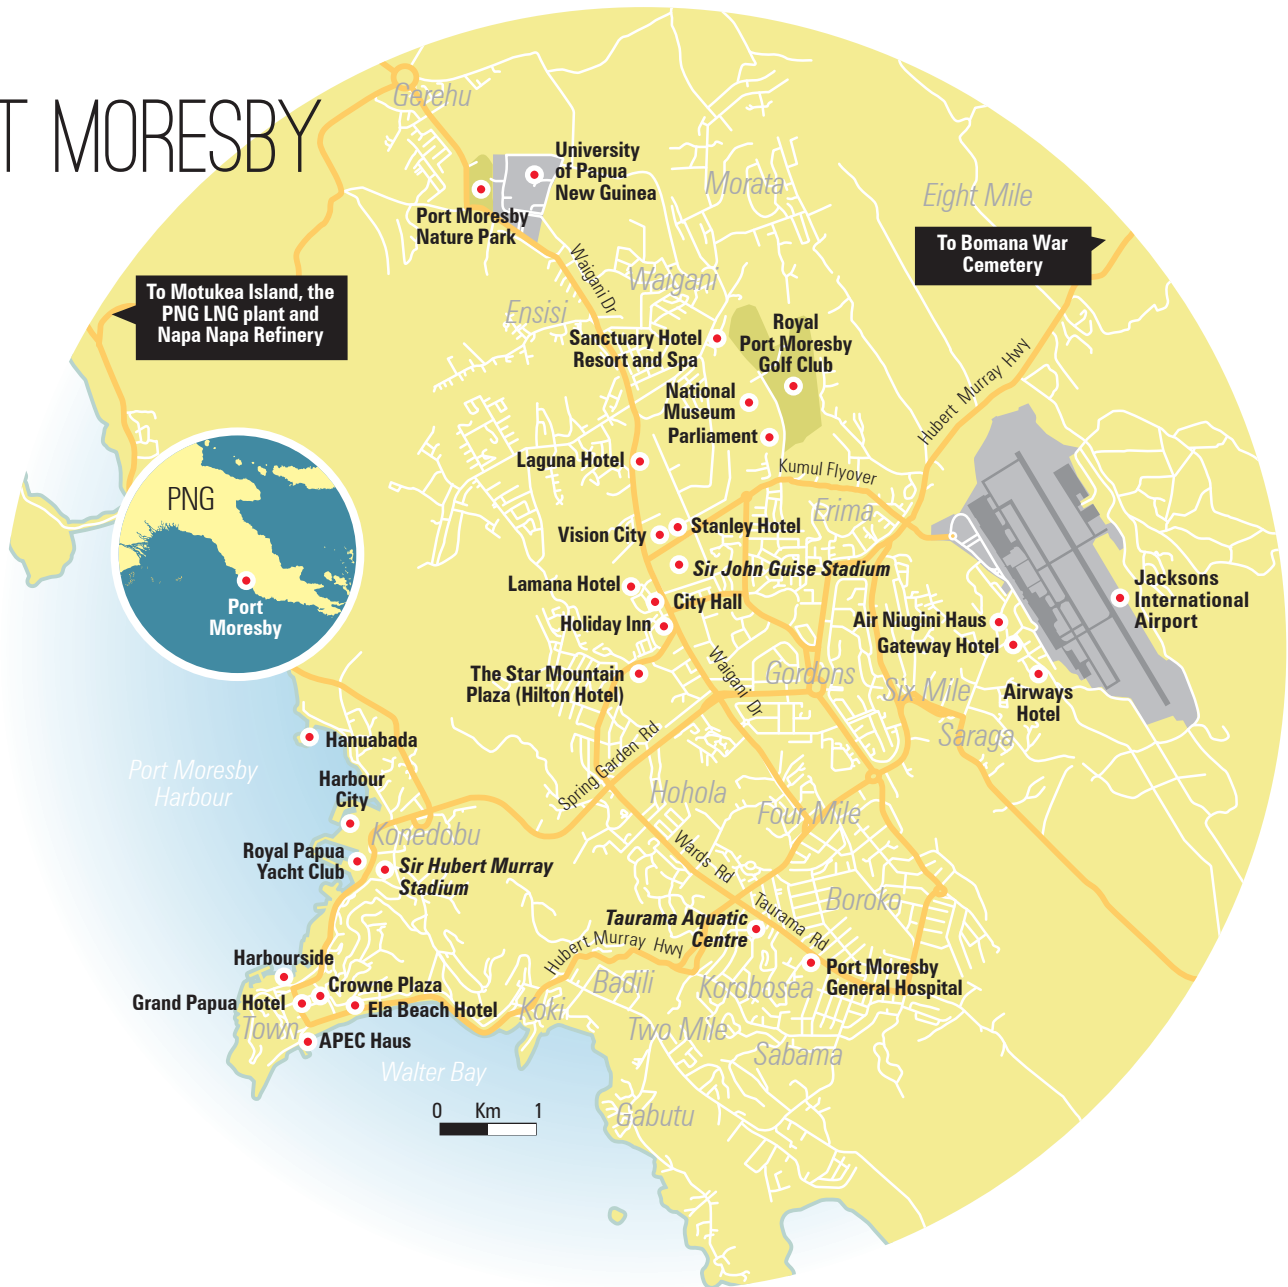 T MORESBY
Gerehu
University
of Papua
New Guinea
Port Moresby
Nature Park
Morata
Eight Mile
To Bomana War
Cemetery
Waigani Dr
Waigani
Ensisi
To Motukea Island, the
PNG LNG plant and
Napa Napa Refinery
Sanctuary Hotel
Resort and Spa
Royal
Port Moresby
Golf Club
National
Museum
Parliament
Hubert Murray Hwy
Laguna Hotel
Kumul Flyover
Erima
PNG
Port
Moresby
Vision City
Stanley Hotel
Sir John Guise Stadium
Lamana Hotel
City Hall
Holiday Inn
Jacksons
International
Airport
Air Niugini Haus
Gateway Hotel
Airways
Hotel
The Star Mountain
Plaza (Hilton Hotel)
Waigani Dr
Gordons
Six Mile
Saraga
Hanuabada
Spring Garden Rd
Port Moresby
Harbour
Harbour
City
Hohola
Four Mile
Konedobu
Royal Papua
Yacht Club
Sir Hubert Murray
Stadium
Wards Rd
Boroko
Taurama Aquatic
Centre
Taurama Rd
Hubert Murray Hwy
Harbourside
Crowne Plaza
Grand Papua Hotel
Ela Beach Hotel
Town
APEC Haus
Koki
Badili
Korobosea
Port Moresby
General Hospital
Two Mile
Sabama
Walter Bay
0 Km 1
Gabutu